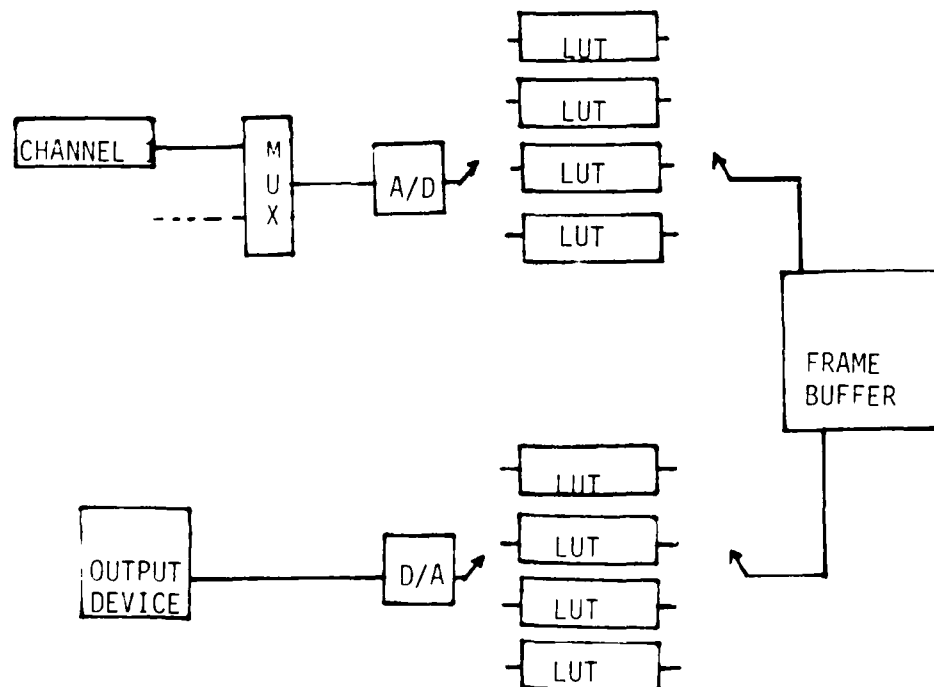 LUT
LUT
CHANNEL
M
U
X
A/D
LUT
LUT
FRAME
BUFFER
LUT
OUTPUT
DEVICE
D/A
LUT
LUT
LUT